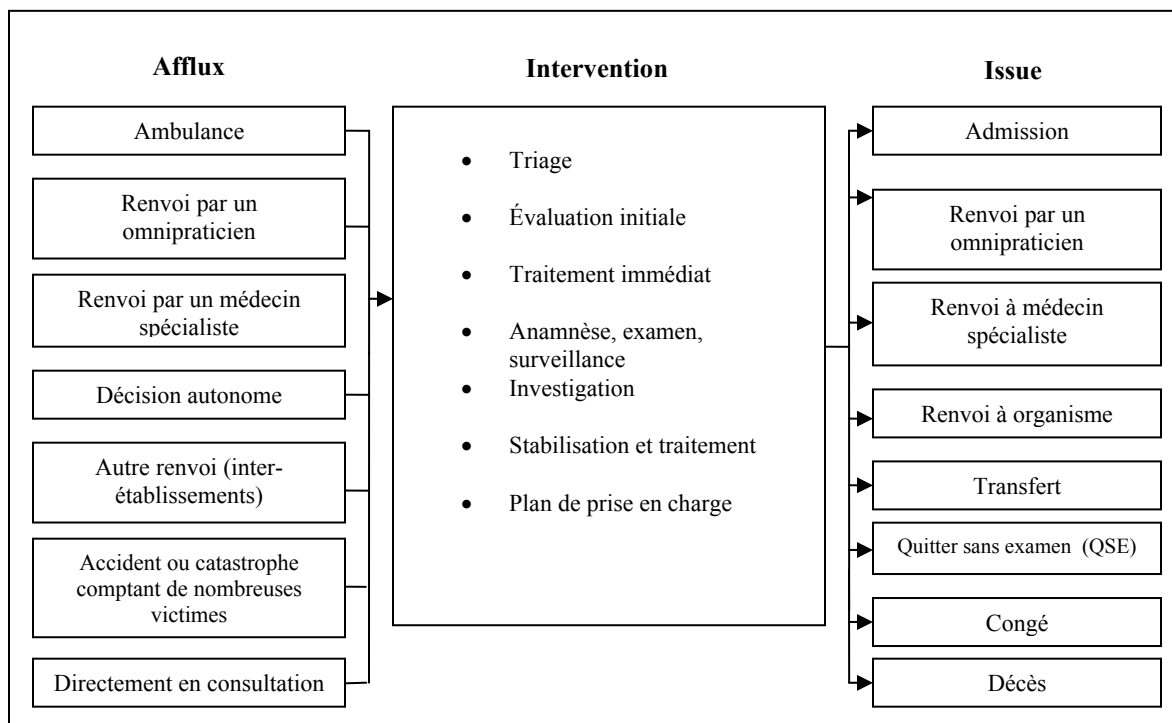 Afflux
Ambulance
Renvoi par un
omnipraticien
Renvoi par un médecin
spécialiste
Décision autonome
Autre renvoi (inter-
établissements)
Accident ou catastrophe
comptant de nombreuses
victimes
Directement en consultation
Intervention
• Triage
• Évaluation initiale
• Traitement immédiat
• Anamnèse, examen,
surveillance
• Investigation
• Stabilisation et traitement
• Plan de prise en charge
Issue
Admission
Renvoi par un
omnipraticien
Renvoi à médecin
spécialiste
Renvoi à organisme
Transfert
Quitter sans examen (QSE)
Congé
Décès